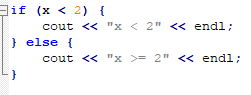 if (x < 2) {
    cout << "x < 2" << endl;
} else {
    cout << "x >= 2" << endl;
}